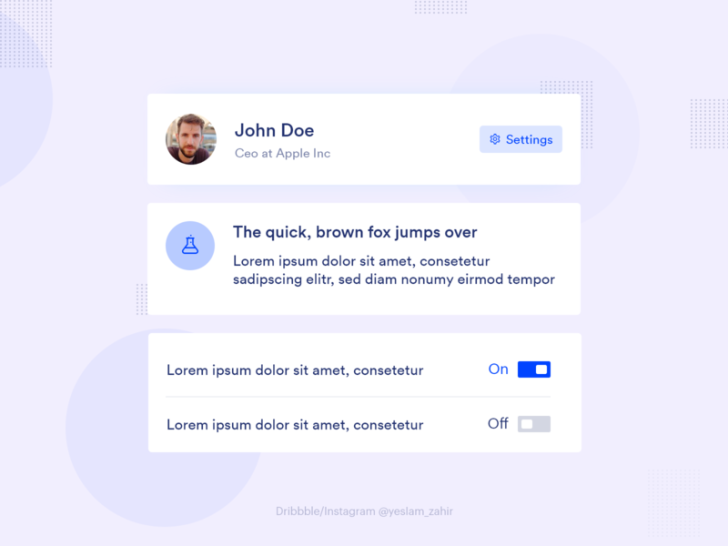 John Doe
Ceo at Apple Inc
Settings
The quick, brown fox jumps over
Lorem ipsum dolor sit amet, consetetur
sadipscing elitr, sed diam nonumy eirmod tempor
Lorem ipsum dolor sit amet, consetetur
On
Lorem ipsum dolor sit amet, consetetur
Off
Dribbble/Instagram @yeslam_zahir